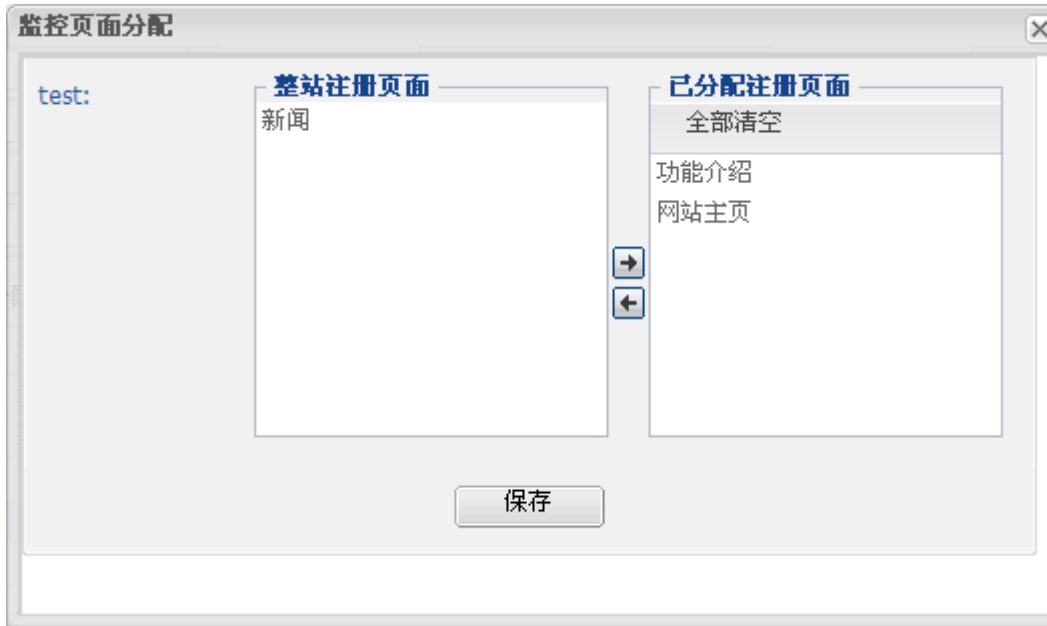 监控页面分配
test:
整站注册页面
新闻
已分配注册页面
全部清空
功能介绍
网站主页
保存